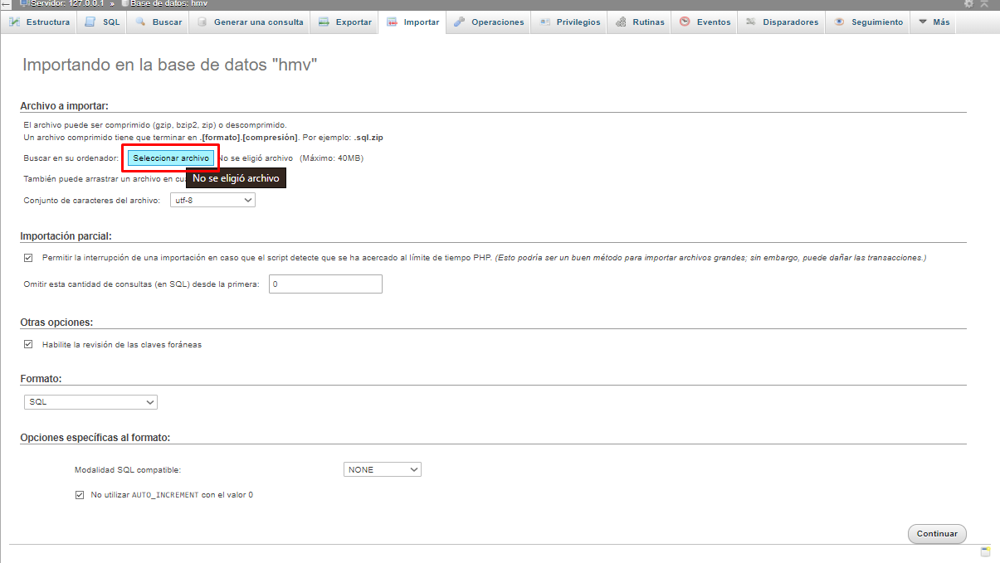 Servidor: 127.0.0.1 » Base de datos: hmv
Estructura SQL Buscar Generar una consulta Exportar Importar Operaciones Privilegios Rutinas Eventos Disparadores Seguimiento Más
Importando en la base de datos "hmv"
Archivo a importar:
El archivo puede ser comprimido (gzip, bzip2, zip) o descomprimido.
Un archivo comprimido tiene que terminar en .[formato].[compresión]. Por ejemplo: .sql.zip
Buscar en su ordenador: Seleccionar archivo No se eligió archivo (Máximo: 40MB)
También puede arrastrar un archivo en
No se eligió archivo
Conjunto de caracteres del archivo: utf-8
Importación parcial:
Permitir la interrupción de una importación en caso que el script detecte que se ha acercado al límite de tiempo PHP. (Esto podría ser un buen método para importar archivos grandes; sin embargo, puede dañar las transacciones.)
Omitir esta cantidad de consultas (en SQL) desde la primera: 0
Otras opciones:
Habilite la revisión de las claves foráneas
Formato:
SQL
Opciones específicas al formato:
Modalidad SQL compatible: NONE
No utilizar AUTO_INCREMENT con el valor 0
Continuar